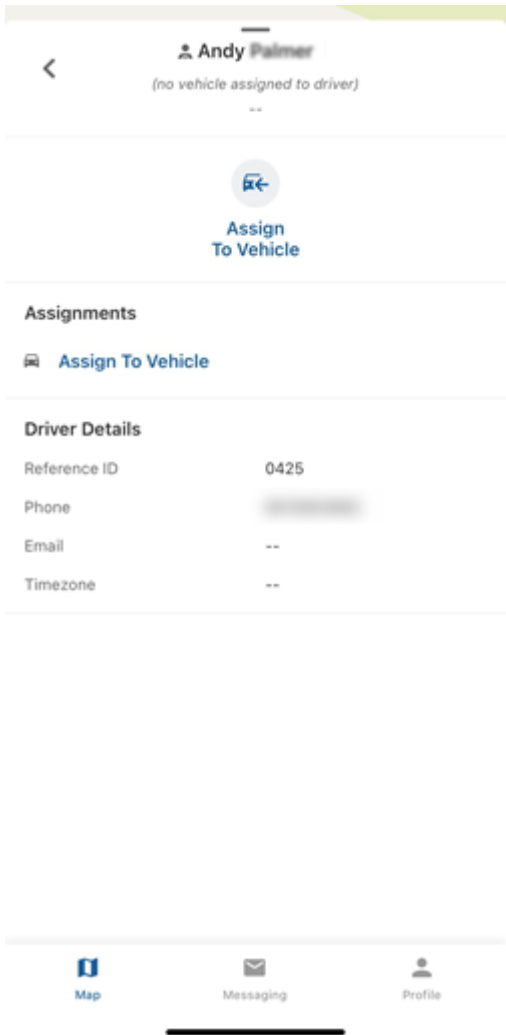 Andy
(no vehicle assigned to driver)
--
Assign
To Vehicle
Assignments
Assign To Vehicle
Driver Details
Reference ID 0425
Phone
Email --
Timezone --
Map Messaging Profile